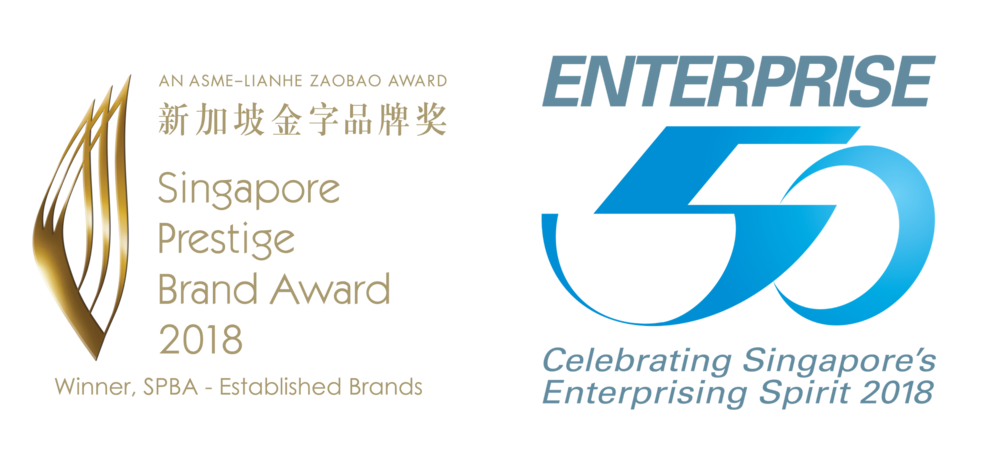 AN ASME–LIANHE ZAOBAO AWARD
新加坡金字品牌奖
Singapore
Prestige
Brand Award
2018
Winner, SPBA - Established Brands
ENTERPRISE
50
Celebrating Singapore's
Enterprising Spirit 2018